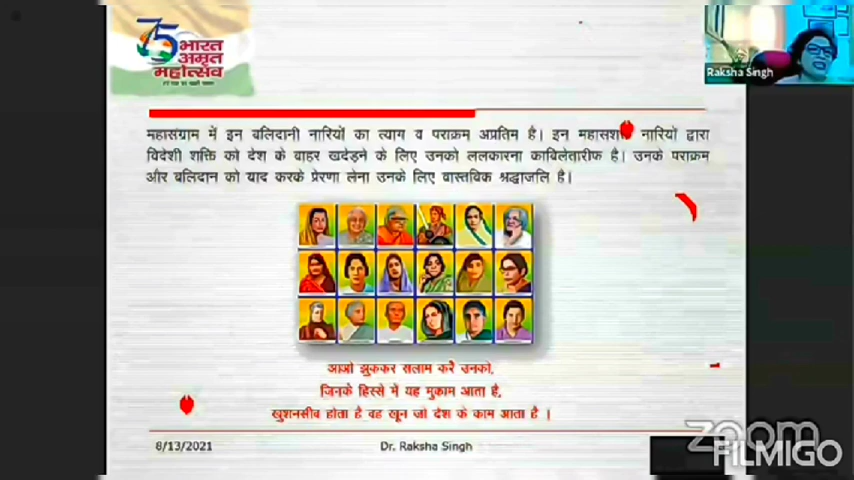 75
भारत
अमृत
महोत्सव
Raksha Singh
महासंग्राम में इन बलिदानी नारियों का त्याग व पराक्रम अप्रतिम है। इन नारियों द्वारा
विदेशी शक्ति को देश के बाहर खदेड़ने के लिए उनको ललकारना काबिलेतारीफ है। उनके पराक्रम
और बलिदान को याद करके प्रेरणा लेना उनके लिए वास्तविक श्रद्धाजलि है।
आओ झुककर सलाम करें उनको,
जिनके हिस्से में यह मुकाम आता है,
खुशनसीव होता है वह खून जो देश के काम आता है ।
8/13/2021
Dr. Raksha Singh
zoom
FILMIGO